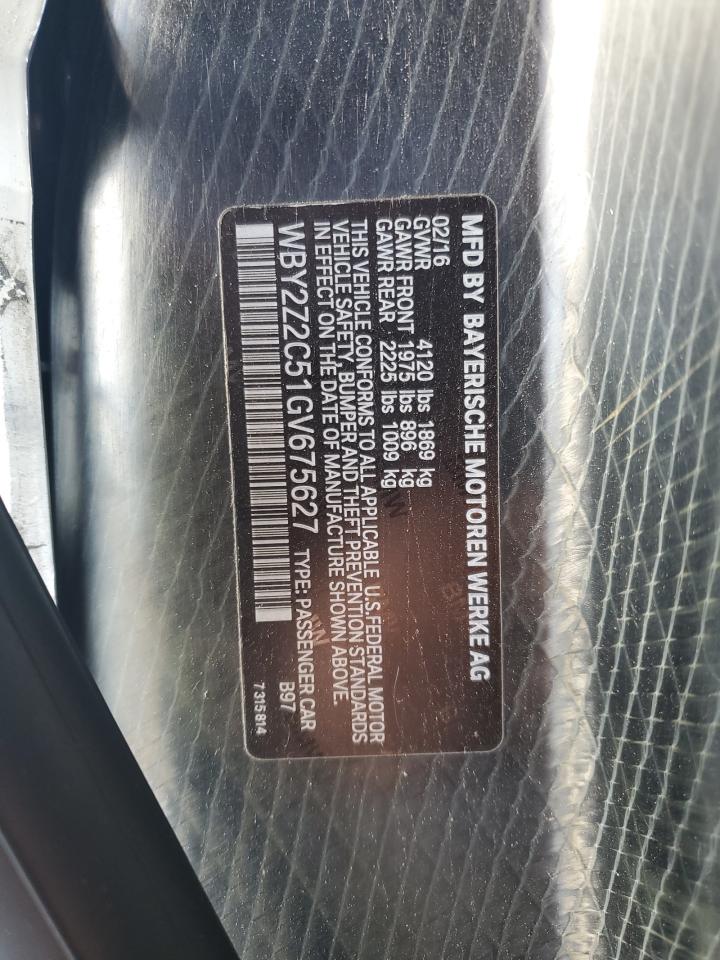 MFD BY BAYERISCHE MOTOREN WERKE AG
02/16
GVWR 4120 lbs 1869 kg
GAWR FRONT 1975 lbs 896 kg
GAWR REAR 2225 lbs 1009 kg
THIS VEHICLE CONFORMS TO ALL APPLICABLE U.S.FEDERAL MOTOR
VEHICLE SAFETY, BUMPER AND THEFT PREVENTION STANDARDS
IN EFFECT ON THE DATE OF MANUFACTURE SHOWN ABOVE.
B97
WBY2Z2C51GV675627 TYPE: PASSENGER CAR
7315814